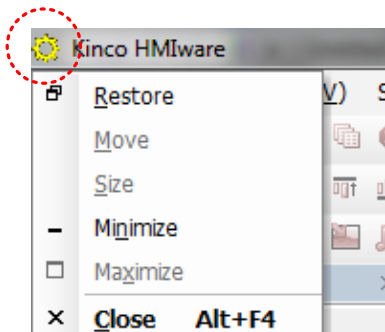 Kinco HMIware
Restore
V)
Move
Size
Minimize
Maximize
Close Alt+F4